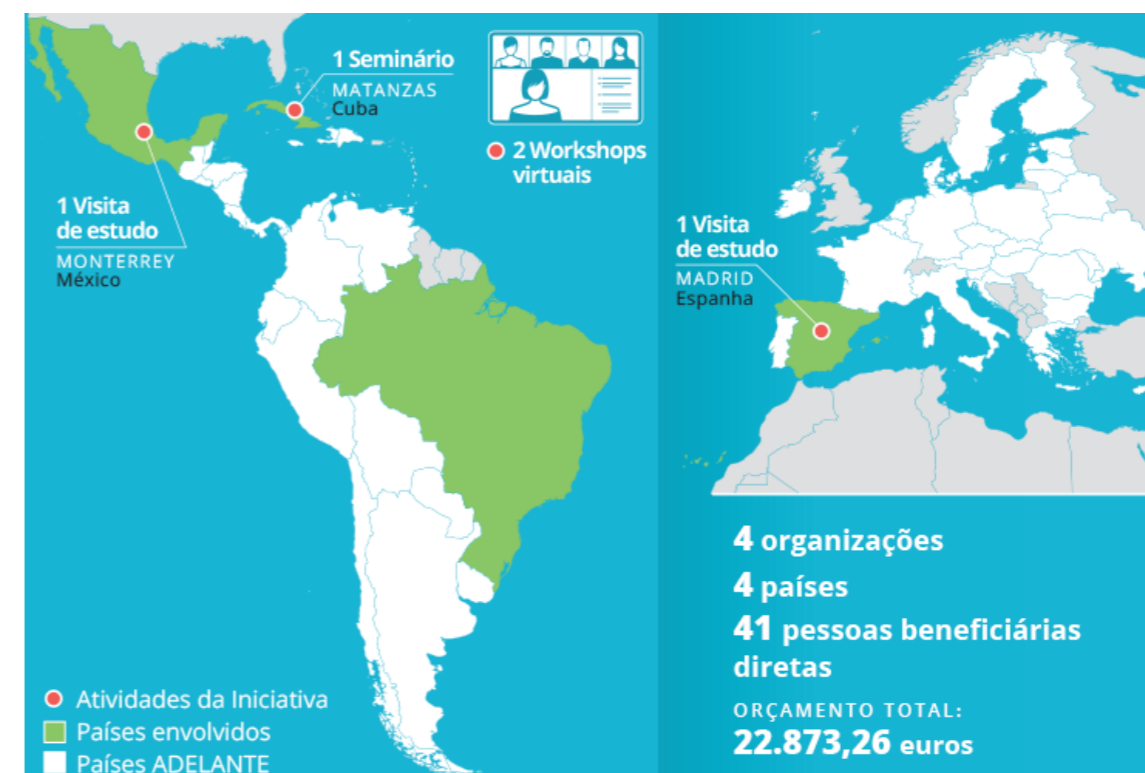 1 Seminário
MATANZAS
Cuba
2 Workshops
virtuais
1 Visita
de estudo
MONTERREY
México
1 Visita
de estudo
MADRID
Espanha
4 organizações
4 países
41 pessoas beneficiárias
diretas
ORÇAMENTO TOTAL:
22.873,26 euros
Atividades da Iniciativa
Países envolvidos
Países ADELANTE